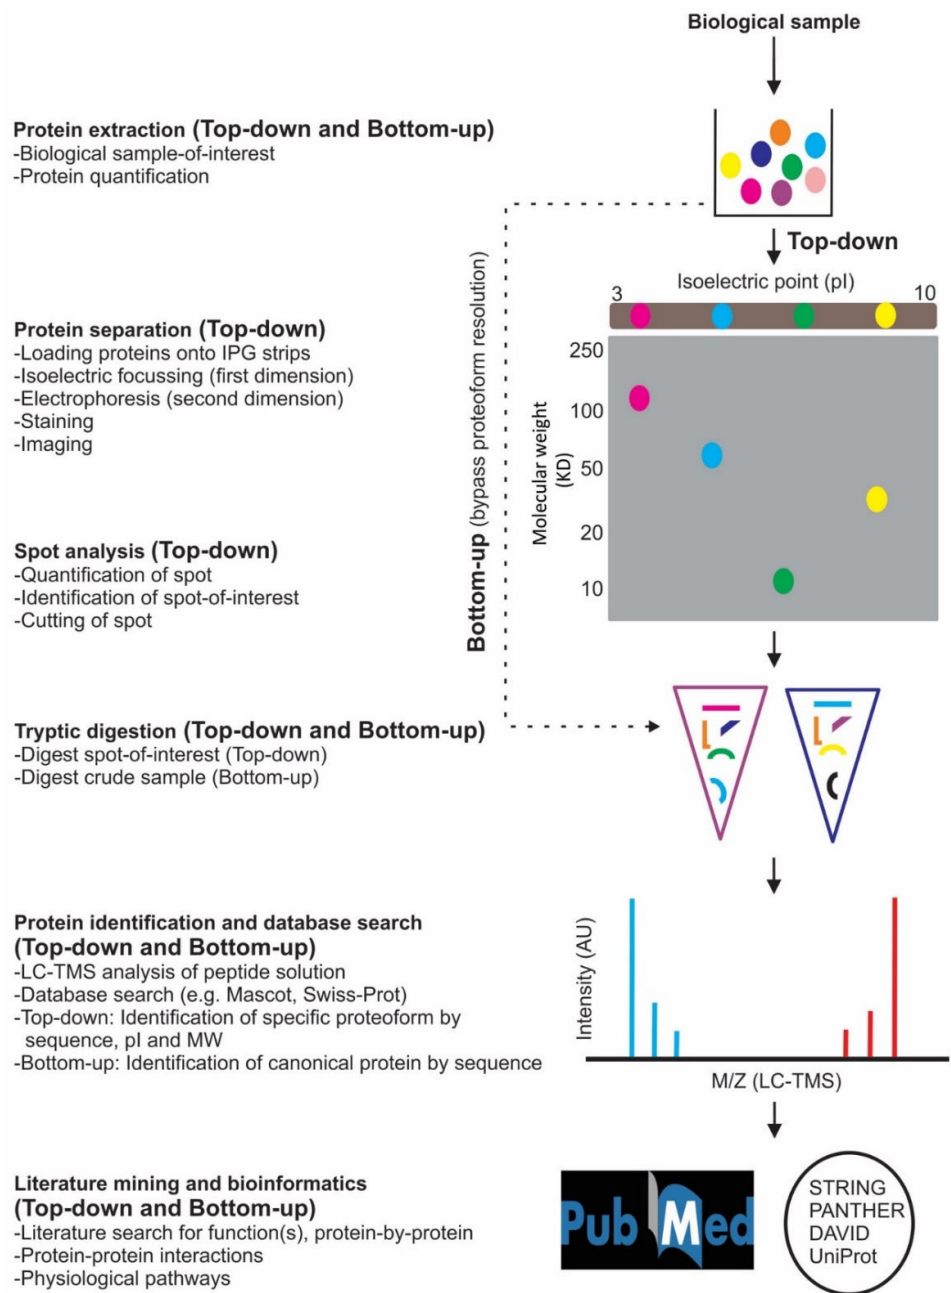 Biological sample
Protein extraction (Top-down and Bottom-up)
-Biological sample-of-interest
-Protein quantification
Top-down
Isoelectric point (pI)
3
10
Protein separation (Top-down)
-Loading proteins onto IPG strips
-Isoelectric focussing (first dimension)
-Electrophoresis (second dimension)
-Staining
-Imaging
Bottom-up (bypass proteoform resolution)
Molecular weight
(KD)
250
100
50
20
10
Spot analysis (Top-down)
-Quantification of spot
-Identification of spot-of-interest
-Cutting of spot
Tryptic digestion (Top-down and Bottom-up)
-Digest spot-of-interest (Top-down)
-Digest crude sample (Bottom-up)
Protein identification and database search
(Top-down and Bottom-up)
-LC-TMS analysis of peptide solution
-Database search (e.g. Mascot, Swiss-Prot)
-Top-down: Identification of specific proteoform by
sequence, pI and MW
-Bottom-up: Identification of canonical protein by sequence
Intensity (AU)
M/Z (LC-TMS)
Literature mining and bioinformatics
(Top-down and Bottom-up)
-Literature search for function(s), protein-by-protein
-Protein-protein interactions
-Physiological pathways
PubMed
STRING
PANTHER
DAVID
UniProt